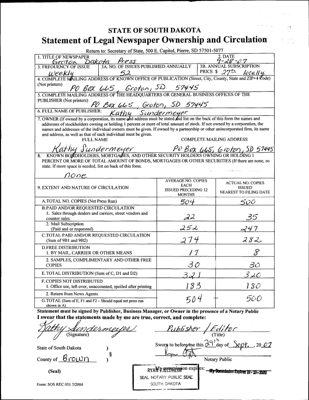 STATE OF SOUTH DAKOTA
Statement of Legal Newspaper Ownership and Circulation
Return to: Secretary of State, 500 E. Capitol, Pierre, SD 57501-5077
1. TITLE OF NEWSPAPER
Groton Dakota Press
2. DATE
9-28-07
3. FREQUENCY OF ISSUE
weekly
3A. NO. OF ISSUES PUBLISHED ANNUALLY
52
3B. ANNUAL SUBSCRIPTION
PRICE $
4. COMPLETE MAILING ADDRESS OF KNOWN OFFICE OF PUBLICATION (Street, City, County, State and ZIP+4 Code)
(Not printers)
PO Box 665, Groton, SD 57445
5. COMPLETE MAILING ADDRESS OF THE HEADQUARTERS OR GENERAL BUSINESS OFFICES OF THE
PUBLISHER (Not printers)
PO Box 665, Groton, SD 57445
6. FULL NAME OF PUBLISHER:
Kathy Sundermeyer
7. OWNER (If owned by a corporation, its name and address must be stated and list on the back of this form the names and
addresses of stockholders owning or holding 1 percent or more of total amount of stock. If not owned by a corporation, the
names and addresses of the individual owners must be given. If owned by a partnership or other unincorporated firm, its name
and address, as well as that of each individual must be given.
FULL NAME COMPLETE MAILING ADDRESS
Kathy Sundermeyer PO Box 665, Groton, SD 57445
8. KNOWN BONDHOLDERS, MORTGAGEES, AND OTHER SECURITY HOLDERS OWNING OR HOLDING 1
PERCENT OR MORE OF TOTAL AMOUNT OF BONDS, MORTGAGES OR OTHER SECURITIES (If there are none, so
state. If more space is needed, list on back of this form.
none
9. EXTENT AND NATURE OF CIRCULATION
AVERAGE NO. COPIES
EACH
ISSUED PRECEDING 12
MONTHS
ACTUAL NO. COPIES
ISSUED
NEAREST TO FILING DATE
A. TOTAL NO. COPIES (Net Press Run) 504 500
B. PAID AND/OR REQUESTED CIRCULATION
1. Sales through dealers and carriers, street vendors and
counter sales. 22 35
2. Mail Subscription
(Paid and or requested) 252 247
C. TOTAL PAID AND/OR REQUESTED CIRCULATION
(Sum of 9B1 and 9B2) 274 282
D. FREE DISTRIBUTION
1. BY MAIL, CARRIER OR OTHER MEANS 17 8
2. SAMPLES, COMPLIMENTARY AND OTHER FREE
COPIES 30 30
E. TOTAL DISTRIBUTION (Sum of C, D1 and D2) 321 320
F. COPIES NOT DISTRIBUTED
1. Office use, left over, unaccounted, spoiled after printing 183 180
2. Return from News Agents
G. TOTAL (Sum of E, F1 and F2 - Should equal net press run
shown in A) 504 500
Statement must be signed by Publisher, Business Manager, or Owner in the presence of a Notary Public
I swear that the statements made by me are true, correct, and complete:
Kathy Sundermeyer Publisher / Editor
(Signature) (Title)
State of South Dakota )
County of Brown )
Sworn to before me this day of Sept., 2007
Notary Public
(Seal)
SEAL NOTARY PUBLIC SEAL
SOUTH DAKOTA